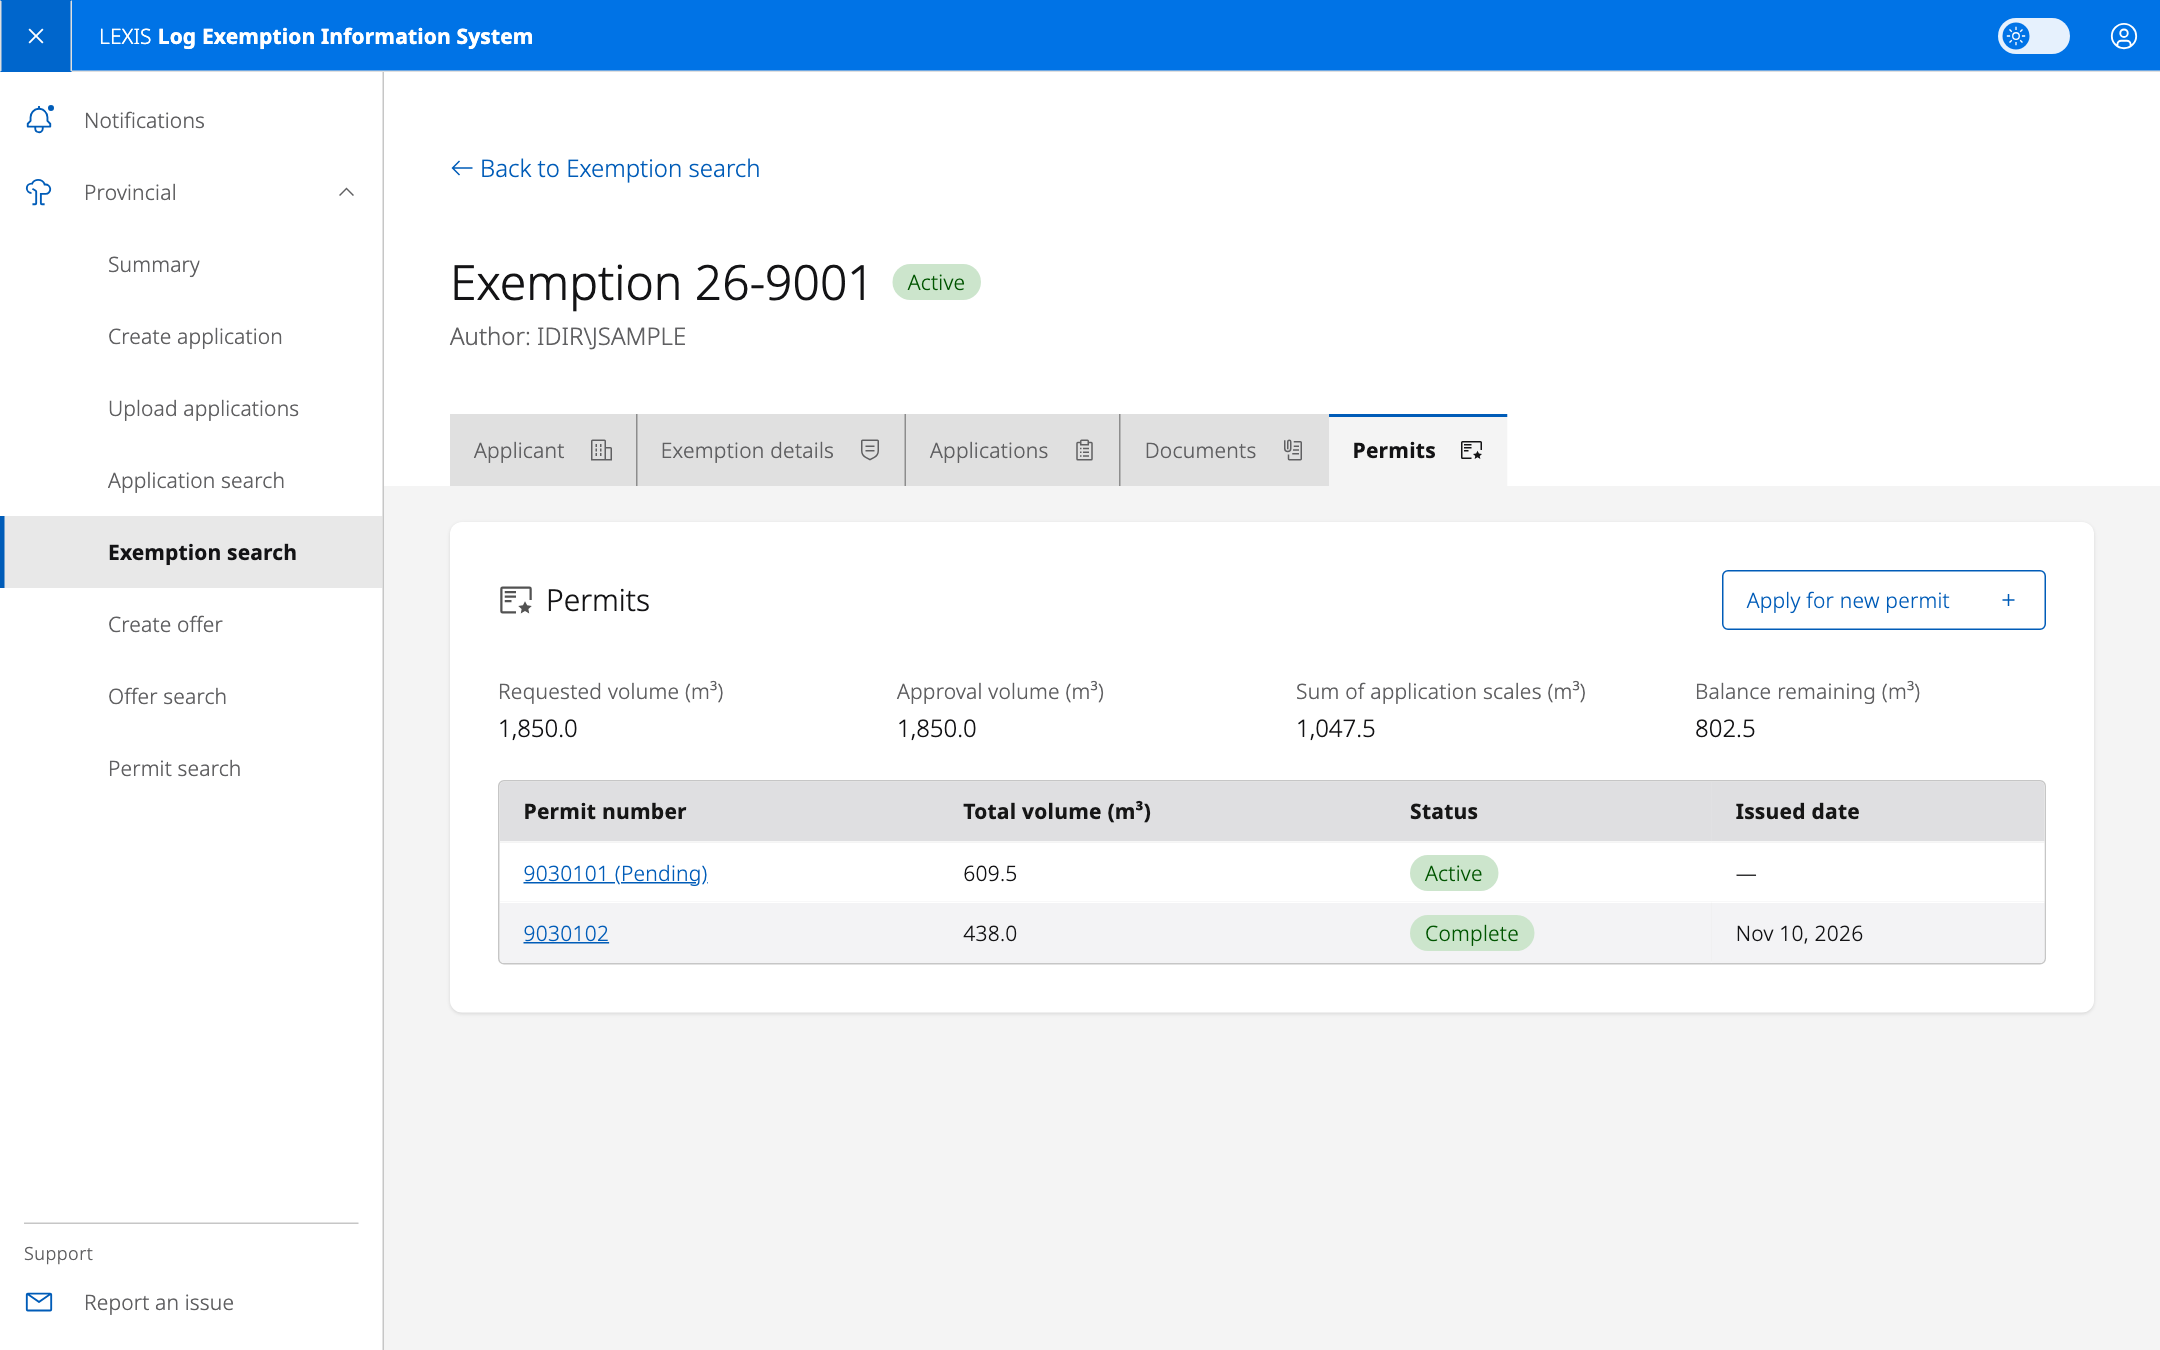 LEXIS Log Exemption Information System
Notifications
Provincial
Summary
Create application
Upload applications
Application search
Exemption search
Create offer
Offer search
Permit search
Support
Report an issue
← Back to Exemption search
Exemption 26-9001 Active
Author: IDIR\JSAMPLE
Applicant Exemption details Applications Documents Permits
Permits
Apply for new permit +
Requested volume (m³) Approval volume (m³) Sum of application scales (m³) Balance remaining (m³)
1,850.0 1,850.0 1,047.5 802.5
Permit number Total volume (m³) Status Issued date
9030101 (Pending) 609.5 Active —
9030102 438.0 Complete Nov 10, 2026